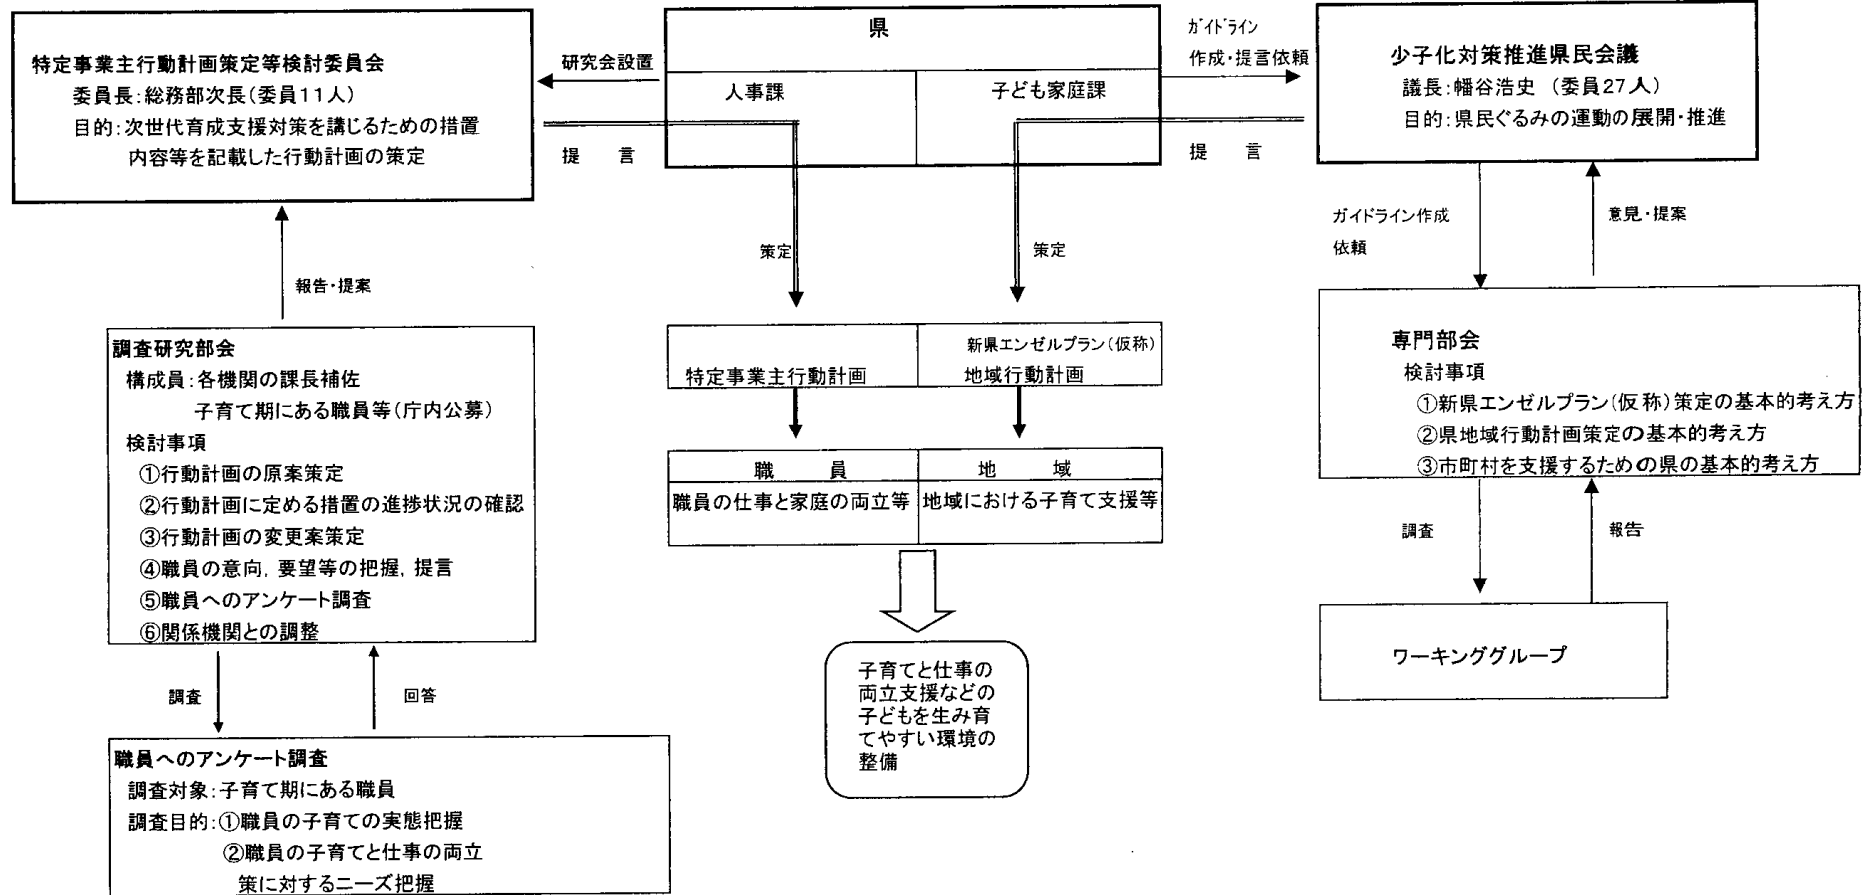 特定事業主行動計画策定等検討委員会
委員長:総務部次長(委員11人)
目的:次世代育成支援対策を講じるための措置
内容等を記載した行動計画の策定
研究会設置
提 言
県
人事課
子ども家庭課
ガイドライン
作成・提言依頼
提 言
少子化対策推進県民会議
議長:幡谷浩史 (委員27人)
目的:県民ぐるみの運動の展開・推進
報告・提案
策定
策定
ガイドライン作成
依頼
意見・提案
調査研究部会
構成員:各機関の課長補佐
子育て期にある職員等(庁内公募)
検討事項
①行動計画の原案策定
②行動計画に定める措置の進捗状況の確認
③行動計画の変更案策定
④職員の意向, 要望等の把握, 提言
⑤職員へのアンケート調査
⑥関係機関との調整
特定事業主行動計画
新県エンゼルプラン(仮称)
地域行動計画
職 員
地 域
職員の仕事と家庭の両立等
地域における子育て支援等
専門部会
検討事項
①新県エンゼルプラン(仮称)策定の基本的考え方
②県地域行動計画策定の基本的考え方
③市町村を支援するための県の基本的考え方
調査
報告
ワーキンググループ
子育てと仕事の
両立支援などの
子どもを生み育
てやすい環境の
整備
調査
回答
職員へのアンケート調査
調査対象:子育て期にある職員
調査目的:①職員の子育ての実態把握
②職員の子育てと仕事の両立
策に対するニーズ把握